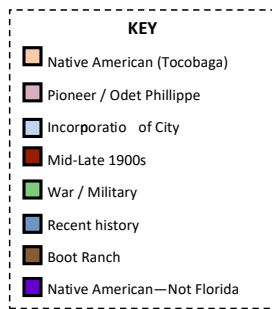 KEY
Native American (Tocobaga)
Pioneer / Odet Phillippe
Incorporatio of City
Mid-Late 1900s
War / Military
Recent history
Boot Ranch
Native American—Not Florida